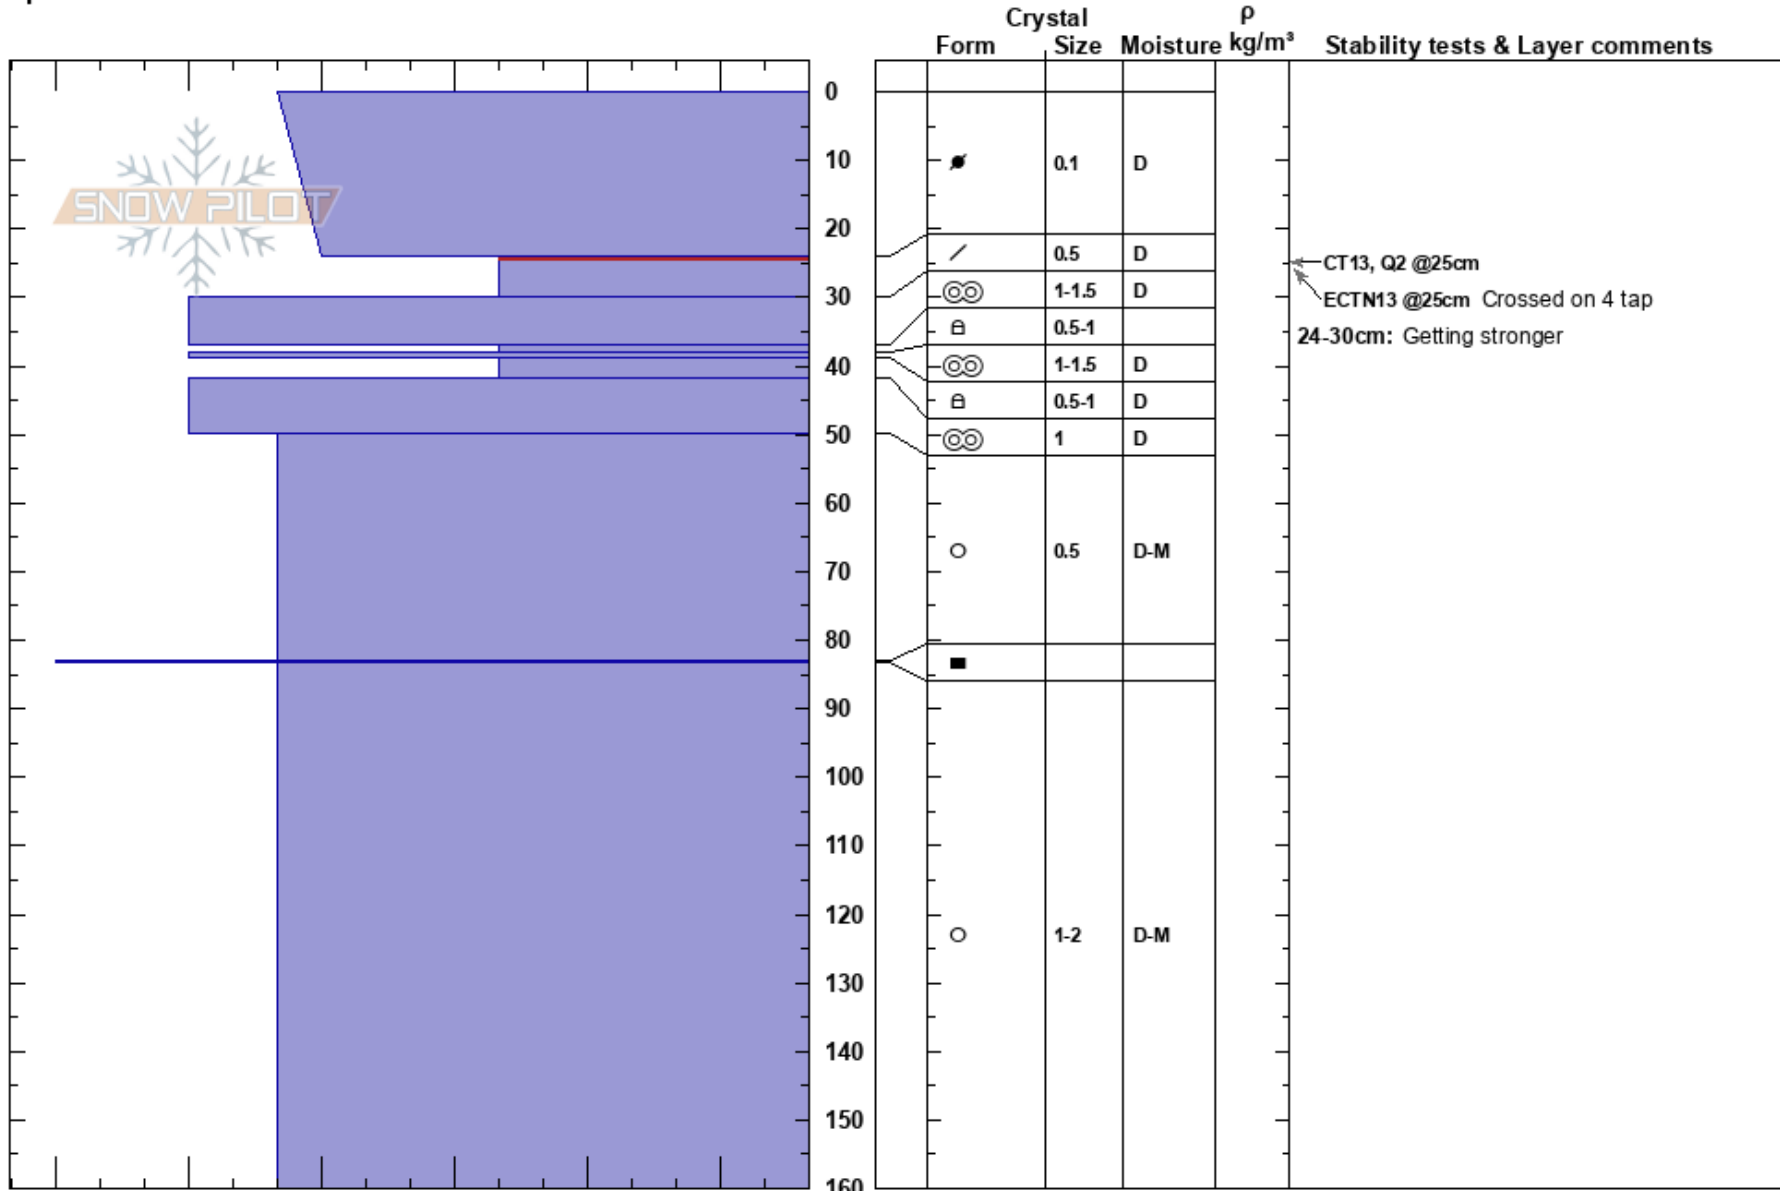 Crystal ρ
Form Size Moisture kg/m³ Stability tests & Layer comments
0
SNOW PILOT
10 0.1 D
20
0.5 D
CT13, Q2 @25cm
30 1-1.5 D
ECTN13 @25cm Crossed on 4 tap
0.5-1
24-30cm: Getting stronger
40 1-1.5 D
0.5-1 D
50 1 D
60
0.5 D-M
70
80
90
100
110
120
1-2 D-M
130
140
150
160